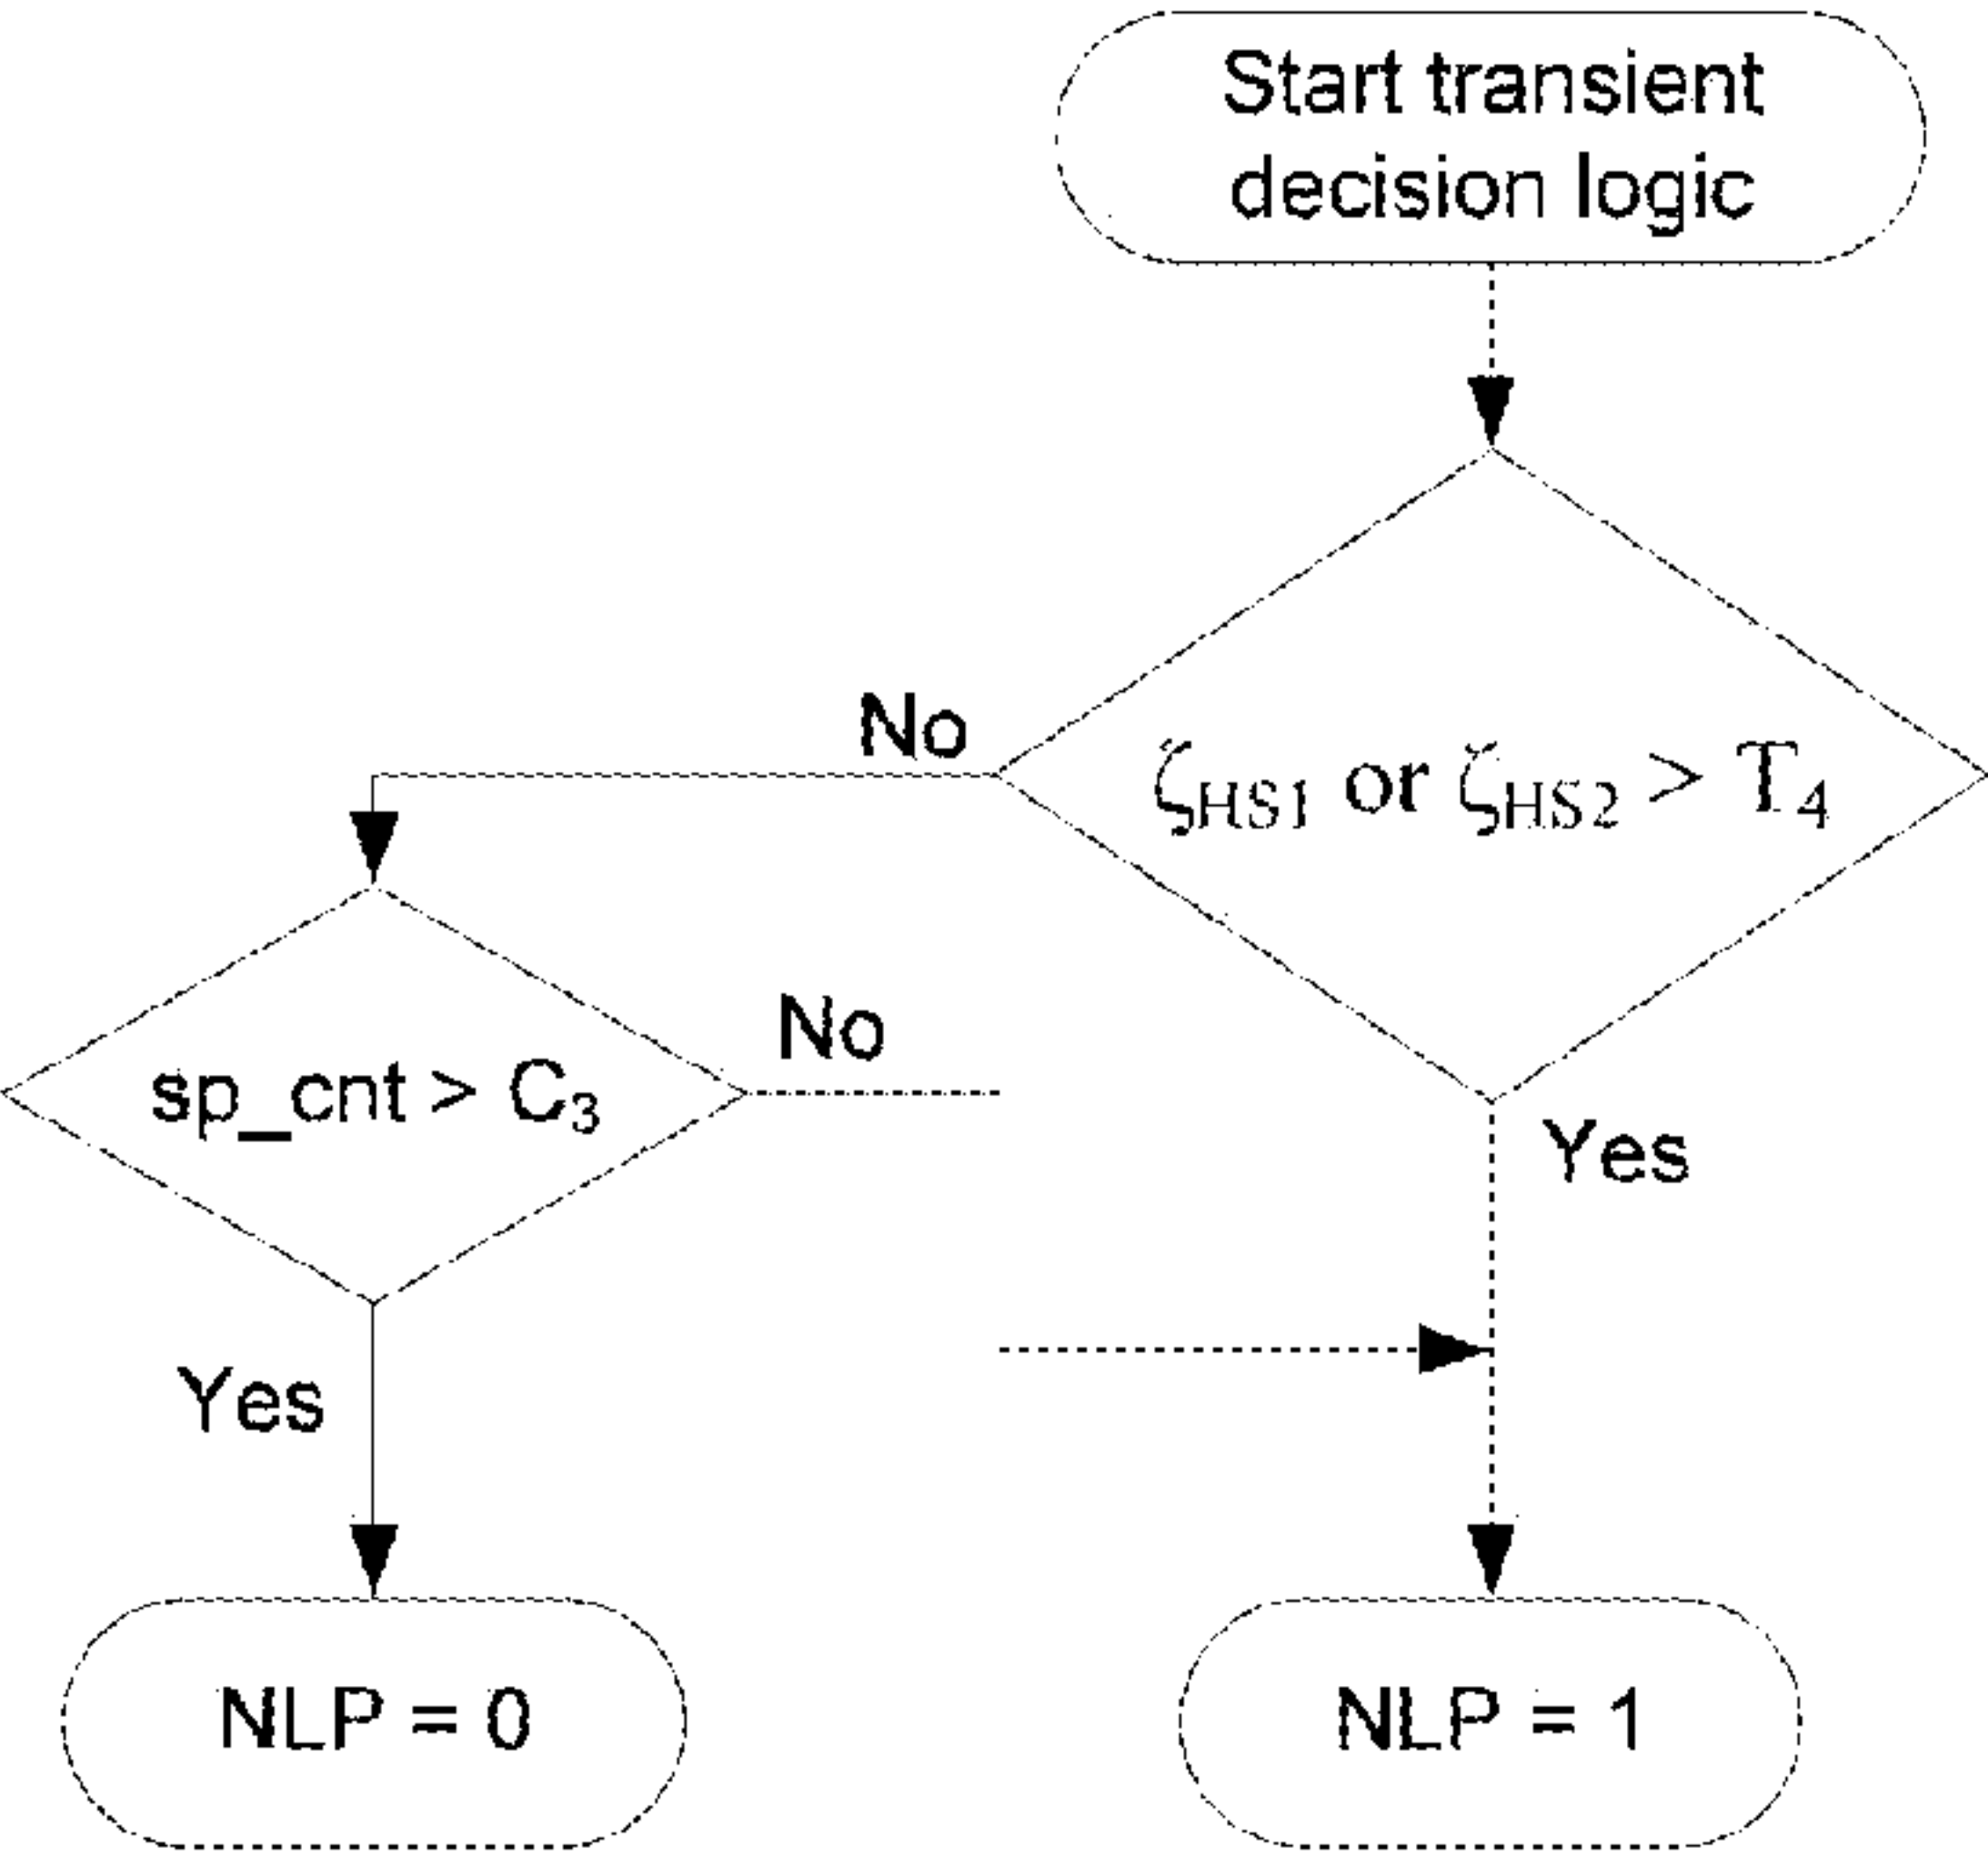 Start transient
decision logic
No
ζHS1 or ζHS2 > T4
No
sp_cnt > C3
Yes
Yes
NLP = 0
NLP = 1